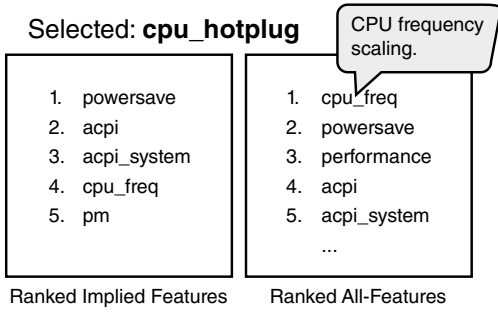 Selected: cpu_hotplug
CPU frequency
scaling.
1. powersave
2. acpi
3. acpi_system
4. cpu_freq
5. pm
Ranked Implied Features
1. cpu_freq
2. powersave
3. performance
4. acpi
5. acpi_system
...
Ranked All-Features